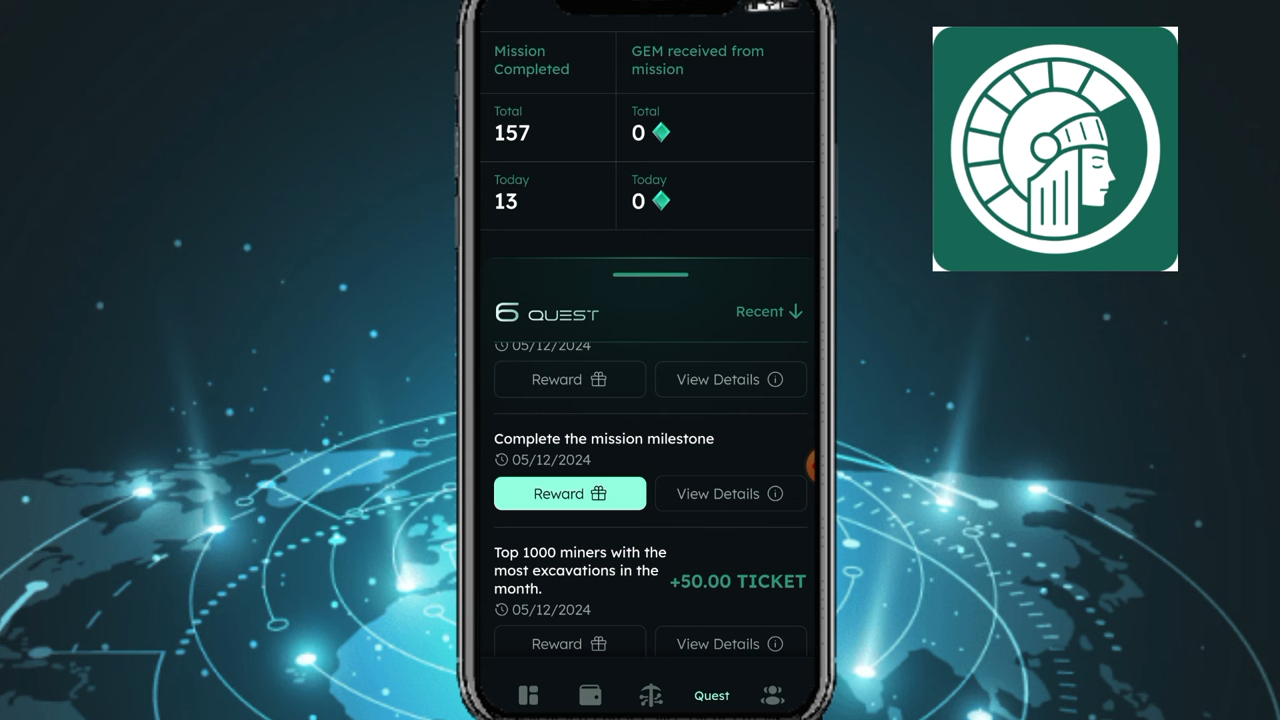 Mission
Completed
GEM received from
mission
Total
157
Total
0
Today
13
Today
0
6 QUEST
Recent
05/12/2024
Reward
View Details
Complete the mission milestone
05/12/2024
Reward
View Details
Top 1000 miners with the
most excavations in the
month.
+50.00 TICKET
05/12/2024
Reward
View Details
Quest